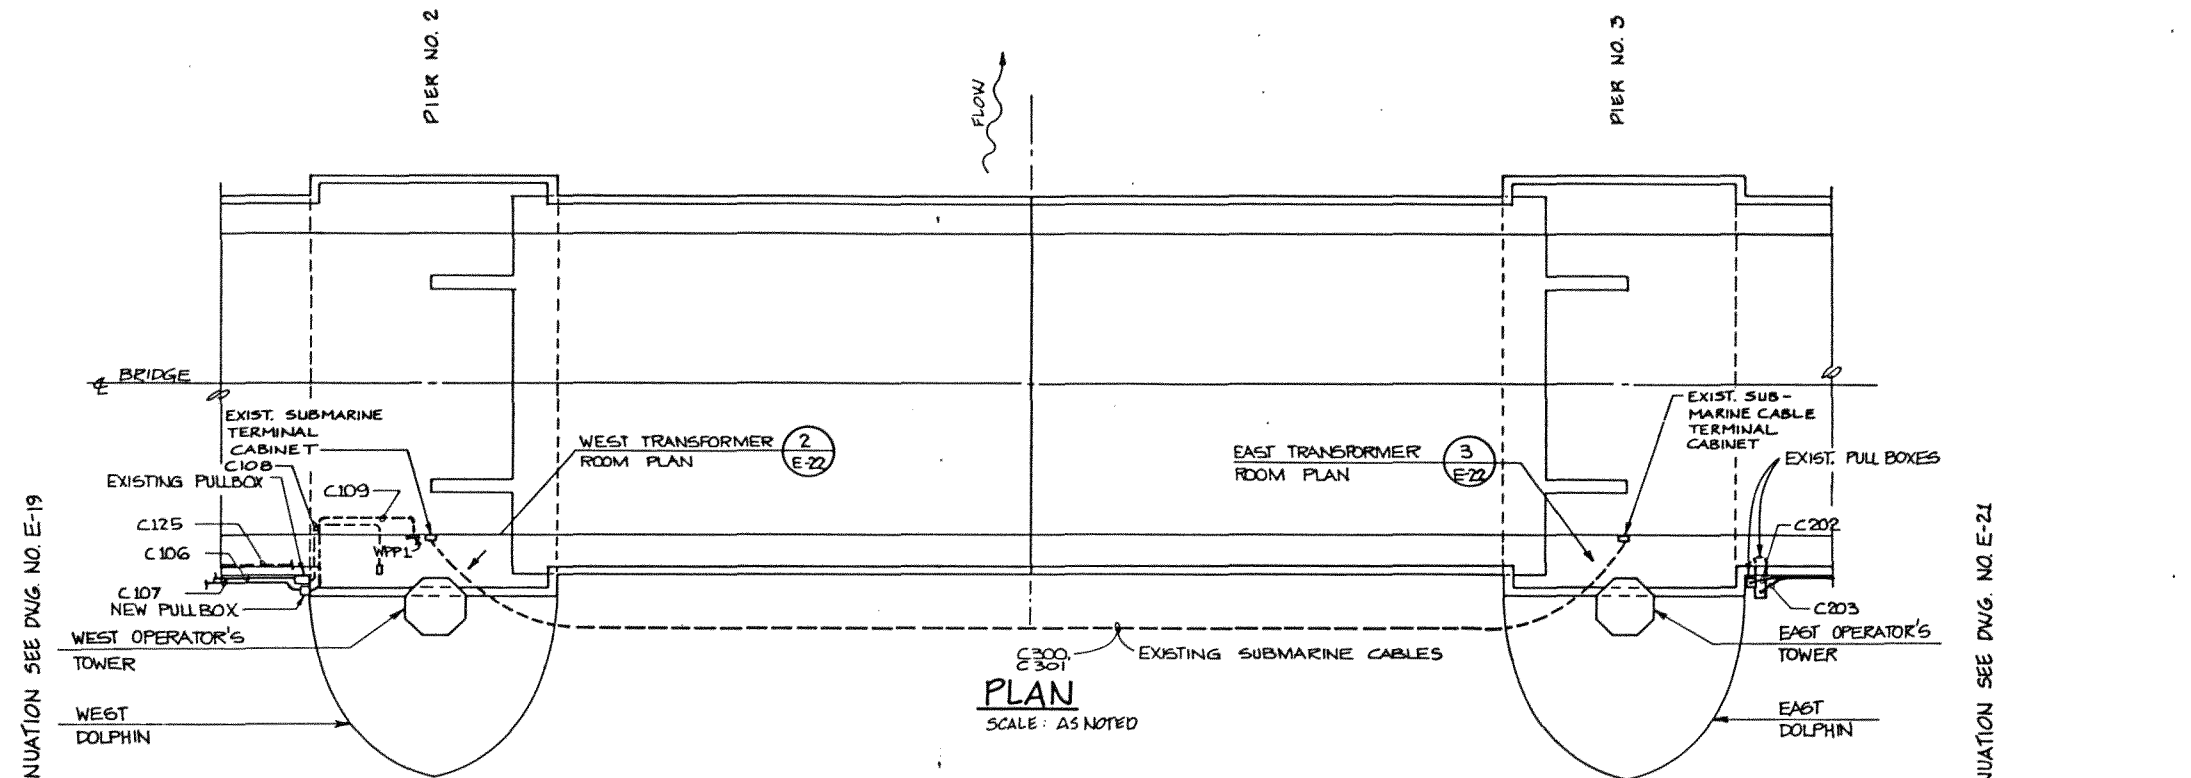 PIER NO. 2
PIER NO. 3
FLOW
℄ BRIDGE
EXIST. SUBMARINE
TERMINAL
CABINET
C108
EXISTING PULLBOX
C109
C125
C106
WPP1
C107
NEW PULLBOX
WEST OPERATOR'S
TOWER
WEST
DOLPHIN
WEST TRANSFORMER
ROOM PLAN
2
E-22
EAST TRANSFORMER
ROOM PLAN
3
E-22
EXIST. SUB-
MARINE CABLE
TERMINAL
CABINET
EXIST. PULL BOXES
C202
C203
EAST OPERATOR'S
TOWER
EAST
DOLPHIN
C300,
C301
EXISTING SUBMARINE CABLES
PLAN
SCALE: AS NOTED
NUATION SEE DWG. NO. E-19
NUATION SEE DWG. NO. E-21